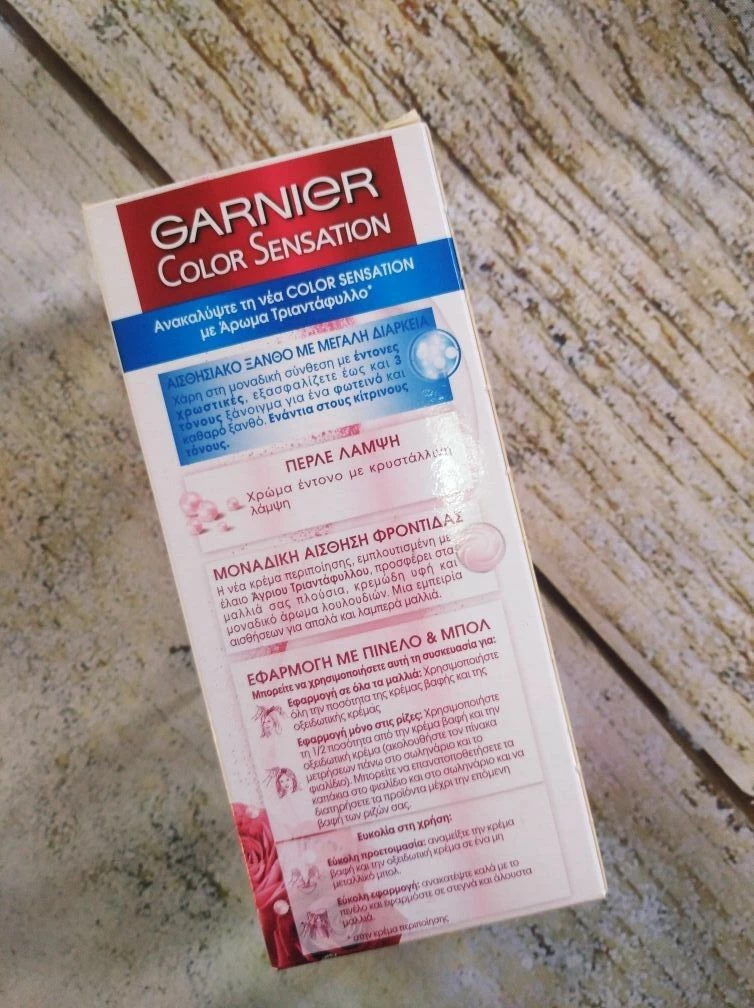 GARNIER
COLOR SENSATION
Ανακαλύψτε τη νέα COLOR SENSATION
με Άρωμα Τριαντάφυλλο*
ΑΙΣΘΗΣΙΑΚΟ ΞΑΝΘΟ ΜΕ ΜΕΓΑΛΗ ΔΙΑΡΚΕΙΑ
Χάρη στη μοναδική σύνθεση με έντονες
χρωστικές, εξασφαλίζετε έως και 3
τόνους ξάνοιγμα για ένα φωτεινό και
καθαρό ξανθό. Ενάντια στους κίτρινους
τόνους.
ΠΕΡΛΕ ΛΑΜΨΗ
Χρώμα έντονο με κρυστάλλινη
λάμψη
ΜΟΝΑΔΙΚΗ ΑΙΣΘΗΣΗ ΦΡΟΝΤΙΔΑΣ
Η νέα κρέμα περιποίησης, εμπλουτισμένη με
έλαιο Άγριου Τριαντάφυλλου, προσφέρει στα
μαλλιά σας πλούσια, κρεμώδη υφή και
μοναδικό άρωμα λουλουδιών. Μια εμπειρία
αισθήσεων για απαλά και λαμπερά μαλλιά.
ΕΦΑΡΜΟΓΗ ΜΕ ΠΙΝΕΛΟ & ΜΠΟΛ
Μπορείτε να χρησιμοποιήσετε αυτή τη συσκευασία για:
Εφαρμογή σε όλα τα μαλλιά: Χρησιμοποιήστε
όλη την ποσότητα της κρέμας βαφής και της
οξειδωτικής κρέμας
Εφαρμογή μόνο στις ρίζες: Χρησιμοποιήστε
τη 1/2 ποσότητα από την κρέμα βαφή και την
οξειδωτική κρέμα (ακολουθήστε τον πίνακα
μετρήσεων πάνω στο σωληνάριο και το
φιαλίδιο). Μπορείτε να επανατοποθετήσετε τα
καπάκια στο φιαλίδιο και στο σωληνάριο και να
διατηρήσετε τα προϊόντα μέχρι την επόμενη
βαφή των ριζών σας.
Ευκολία στη χρήση:
Εύκολη προετοιμασία: αναμείξτε την κρέμα
βαφή και την οξειδωτική κρέμα σε ένα μη
μεταλλικό μπολ.
Εύκολη εφαρμογή: ανακατέψτε καλά με το
πινέλο και εφαρμόστε σε στεγνά και άλουστα
μαλλιά.
* στην κρέμα περιποίησης